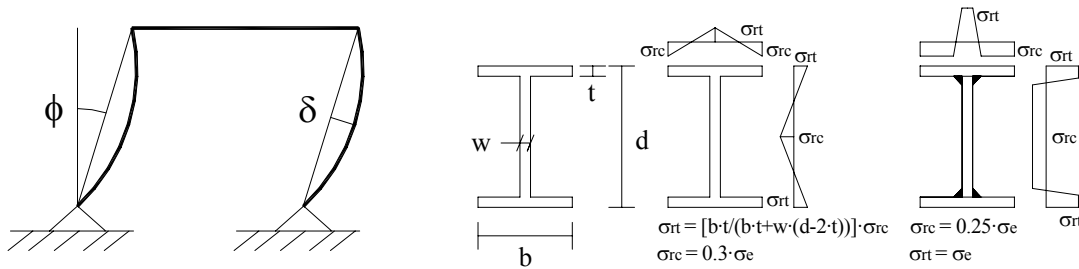 ϕ
δ
w
t
d
b
σrt
σrc
σrc
σrt
σrc
σrt
σrt = [b·t/(b·t+w·(d-2·t))]·σrc
σrc = 0.3·σe
σrt
σrc
σrt
σrc
σrt
σrc = 0.25·σe
σrt = σe